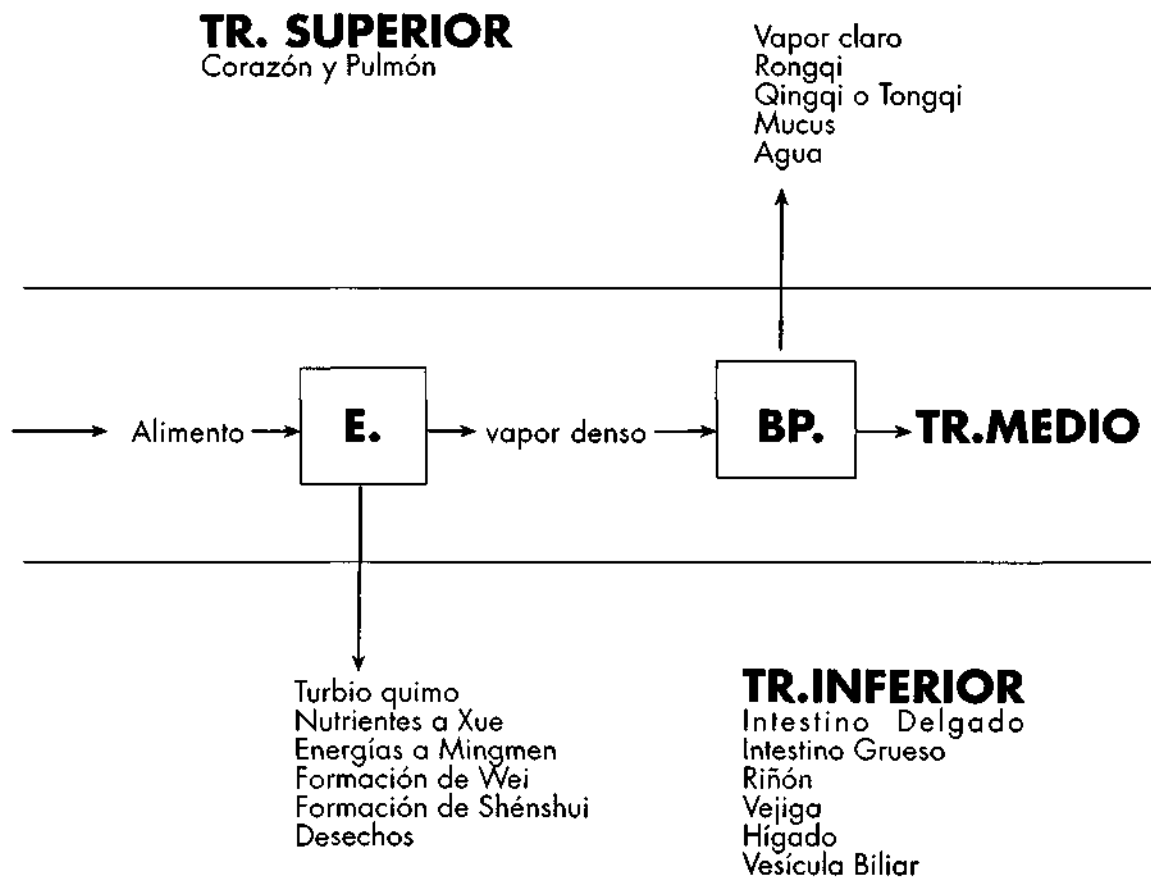 TR. SUPERIOR
Corazón y Pulmón
Vapor claro
Rongqi
Qingqi o Tongqi
Mucus
Agua
Alimento
E.
vapor denso
BP.
TR.MEDIO
Turbio quimo
Nutrientes a Xue
Energías a Mingmen
Formación de Wei
Formación de Shénshui
Desechos
TR.INFERIOR
Intestino Delgado
Intestino Grueso
Riñón
Vejiga
Hígado
Vesícula Biliar